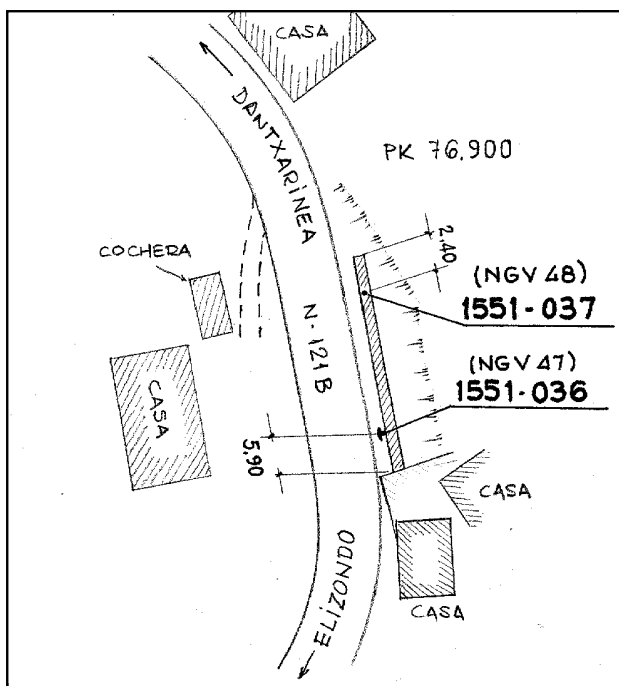 CASA
DANTXARINEA
PK 76,900
2.40
COCHERA
(NGV 48)
1551-037
N-121B
(NGV 47)
1551-036
CASA
5,90
CASA
ELIZONDO
CASA